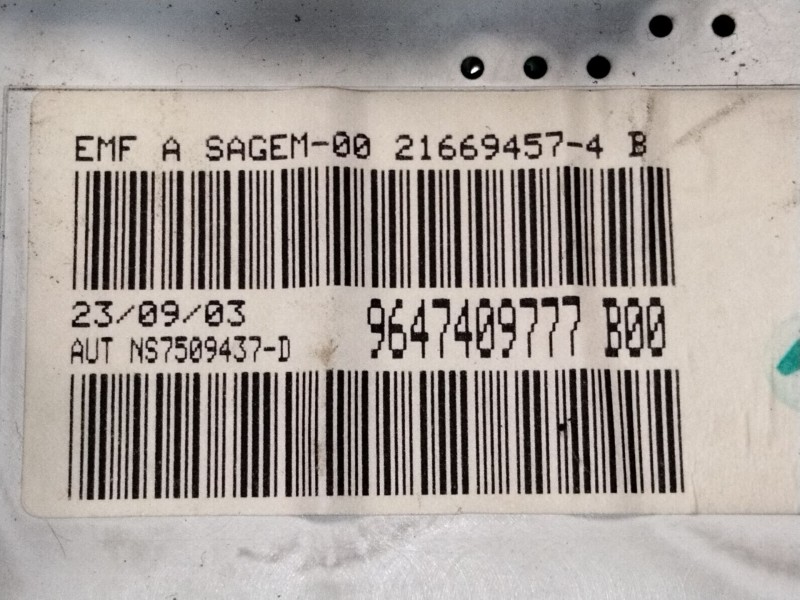 EMF A SAGEM-00 21669457-4 B
23/09/03
9647409777 B00
AUT NS7509437-D